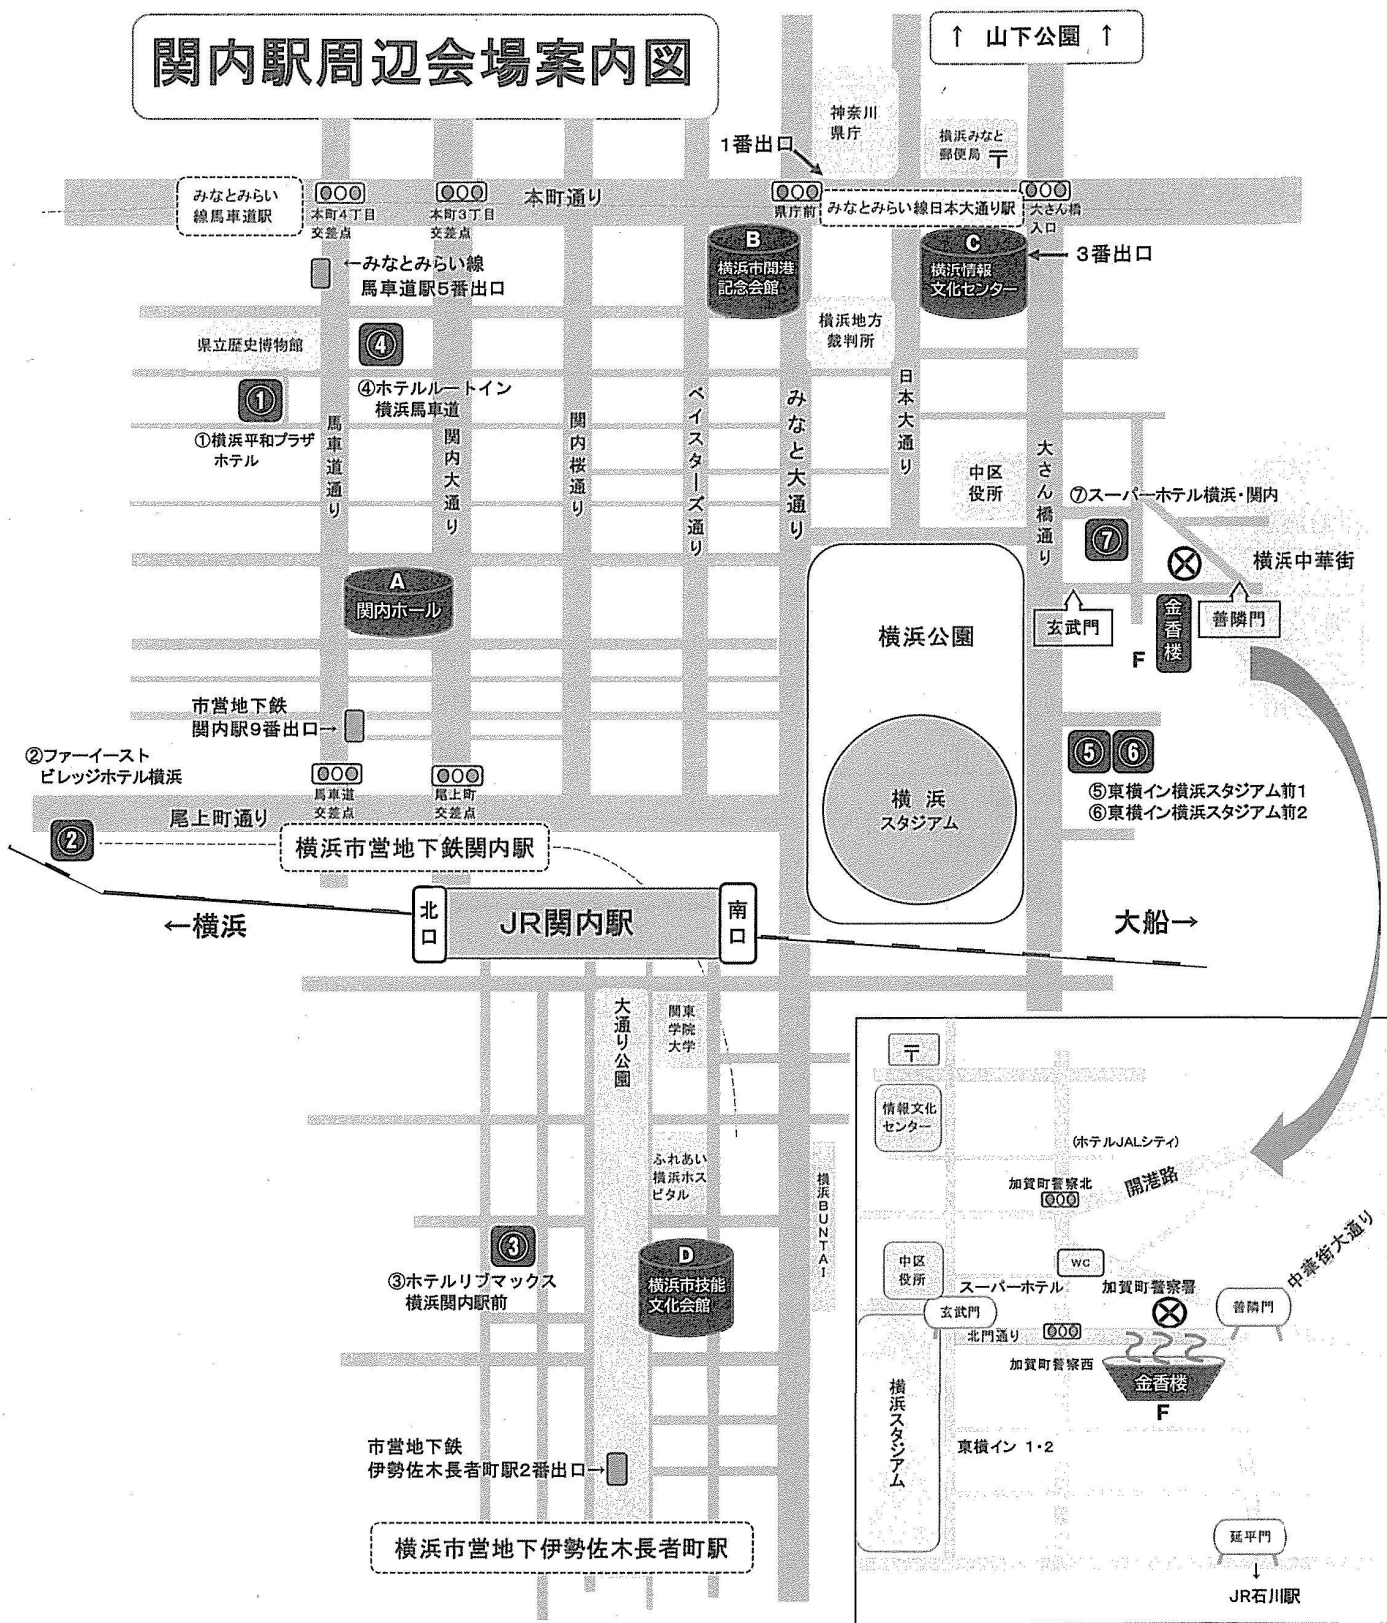 関内駅周辺会場案内図
↑ 山下公園 ↑
神奈川
県庁
横浜みなと
郵便局 〒
1番出口
みなとみらい
線馬車道駅
本町4丁目
交差点
本町3丁目
交差点
本町通り
県庁前
みなとみらい線日本大通り駅
大さん橋
入口
B
横浜市開港
記念会館
C
横浜情報
文化センター
←3番出口
←みなとみらい線
馬車道駅5番出口
県立歴史博物館
④
④ホテルルートイン
横浜馬車道
①
①横浜平和プラザ
ホテル
横浜地方
裁判所
馬車道通り
関内大通り
関内桜通り
ベイスターズ通り
みなと大通り
日本大通り
大さん橋通り
中区
役所
⑦スーパーホテル横浜・関内
⑦
横浜中華街
玄武門
金香楼
善隣門
F
A
関内ホール
横浜公園
市営地下鉄
関内駅9番出口→
②ファーイースト
ビレッジホテル横浜
②
馬車道
交差点
尾上町
交差点
尾上町通り
横浜市営地下鉄関内駅
横浜
スタジアム
⑤ ⑥
⑤東横イン横浜スタジアム前1
⑥東横イン横浜スタジアム前2
←横浜
北口
JR関内駅
南口
大船→
大通り公園
関東
学院
大学
ふれあい
横浜ホス
ピタル
横浜BUNTAI
③
③ホテルリブマックス
横浜関内駅前
D
横浜市技能
文化会館
市営地下鉄
伊勢佐木長者町駅2番出口→
横浜市営地下伊勢佐木長者町駅
〒
情報文化
センター
(ホテルJALシティ)
加賀町警察北
開港路
中区
役所
WC
スーパーホテル
加賀町警察署
中華街大通り
玄武門
善隣門
北門通り
加賀町警察西
金香楼
F
横浜スタジアム
東横イン 1・2
延平門
↓
JR石川駅